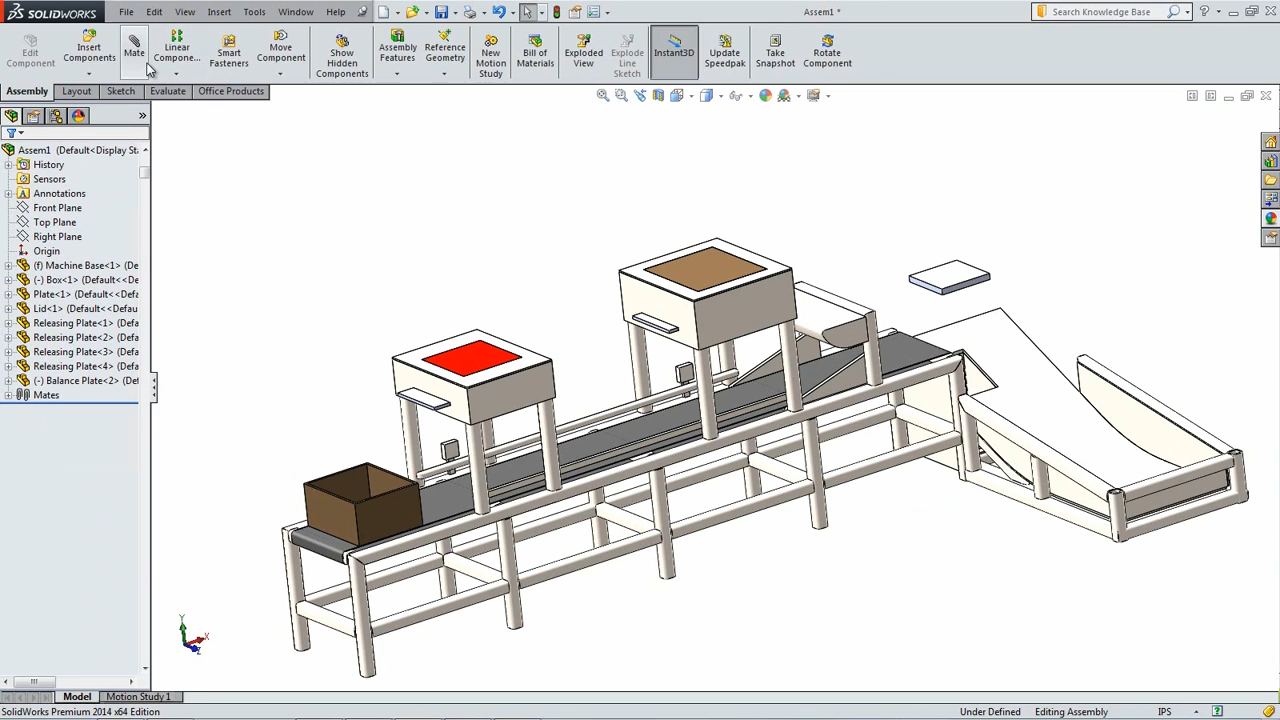 SOLIDWORKS File Edit View Insert Tools Window Help Assem1 * Search Knowledge Base
Edit Component Insert Components Mate Linear Compone... Smart Fasteners Move Component Show Hidden Components Assembly Features Reference Geometry New Motion Study Bill of Materials Exploded View Explode Line Sketch Instant3D Update Speedpak Take Snapshot Rotate Component
Assembly Layout Sketch Evaluate Office Products
Assem1 (Default<Display Sta
History
Sensors
Annotations
Front Plane
Top Plane
Right Plane
Origin
(f) Machine Base<1> (De
(-) Box<1> (Default<<Defau
Plate<1> (Default<<Defau
Lid<1> (Default<<Defau
Releasing Plate<1> (Defa
Releasing Plate<2> (Defa
Releasing Plate<3> (Defa
Releasing Plate<4> (Defa
(-) Balance Plate<2> (Def
Mates
Y
X
Z
Model Motion Study 1
SolidWorks Premium 2014 x64 Edition Under Defined Editing Assembly IPS